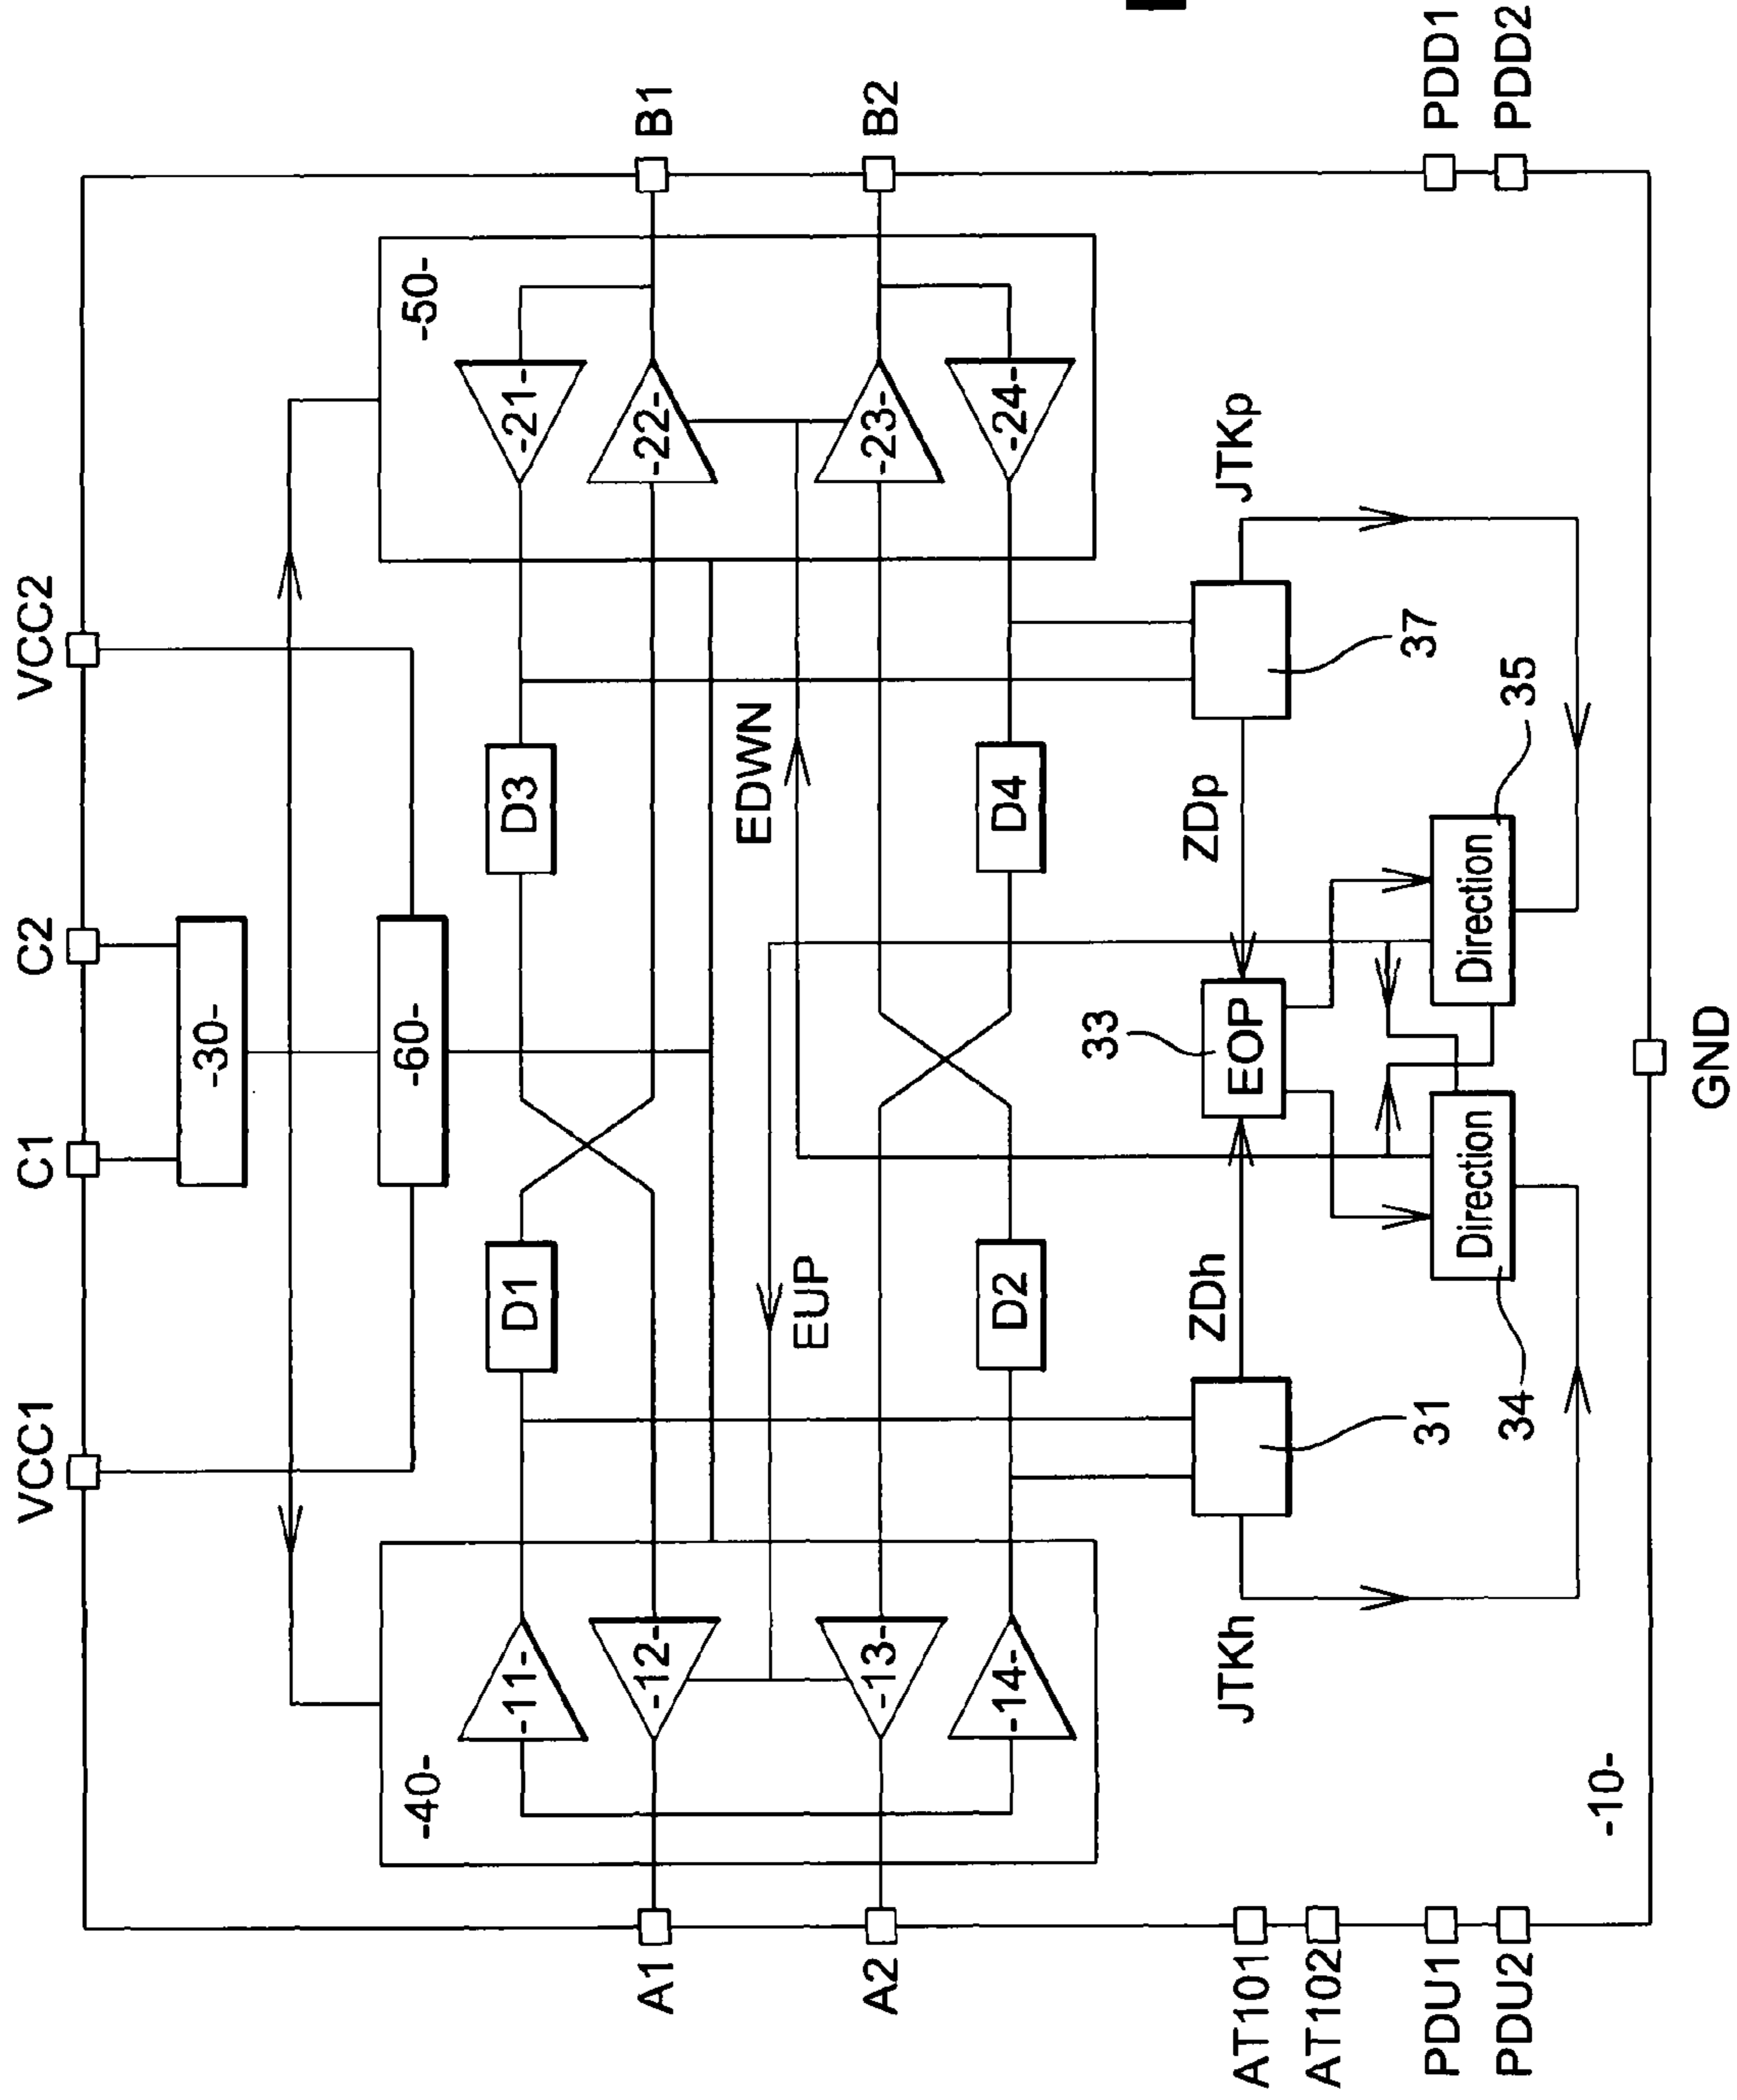 VCC1
C1
C2
VCC2
-30-
-60-
-40-
-50-
-11-
D1
D3
-21-
A1
-12-
-22-
B1
EDWN
EUP
A2
-13-
-23-
B2
-14-
D2
D4
-24-
33
JTKh
ZDh
EOP
ZDp
JTKp
AT101
AT102
31
37
PDU1
PDU2
34
Direction
Direction
35
PDD1
PDD2
-10-
GND